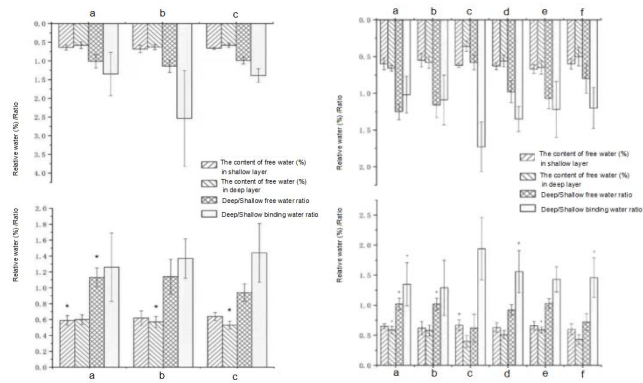 a b c
0.0
0.5
1.0
1.5
2.0
2.5
3.0
3.5
4.0
Relative water (%) /Ratio
The content of free water (%)
in shallow layer
The content of free water (%)
in deep layer
Deep/Shallow free water ratio
Deep/Shallow binding water ratio
2.0
1.8
1.6
1.4
1.2
1.0
0.8
0.6
0.4
0.2
0.0
Relative water (%) /Ratio
* * * *
a b c
a b c d e f
0.0
0.5
1.0
1.5
2.0
Relative water (%) /Ratio
The content of free water (%)
in shallow layer
The content of free water (%)
in deep layer
Deep/Shallow free water ratio
Deep/Shallow binding water ratio
2.5
2.0
1.5
1.0
0.5
0.0
Relative water (%) /Ratio
a b c d e f